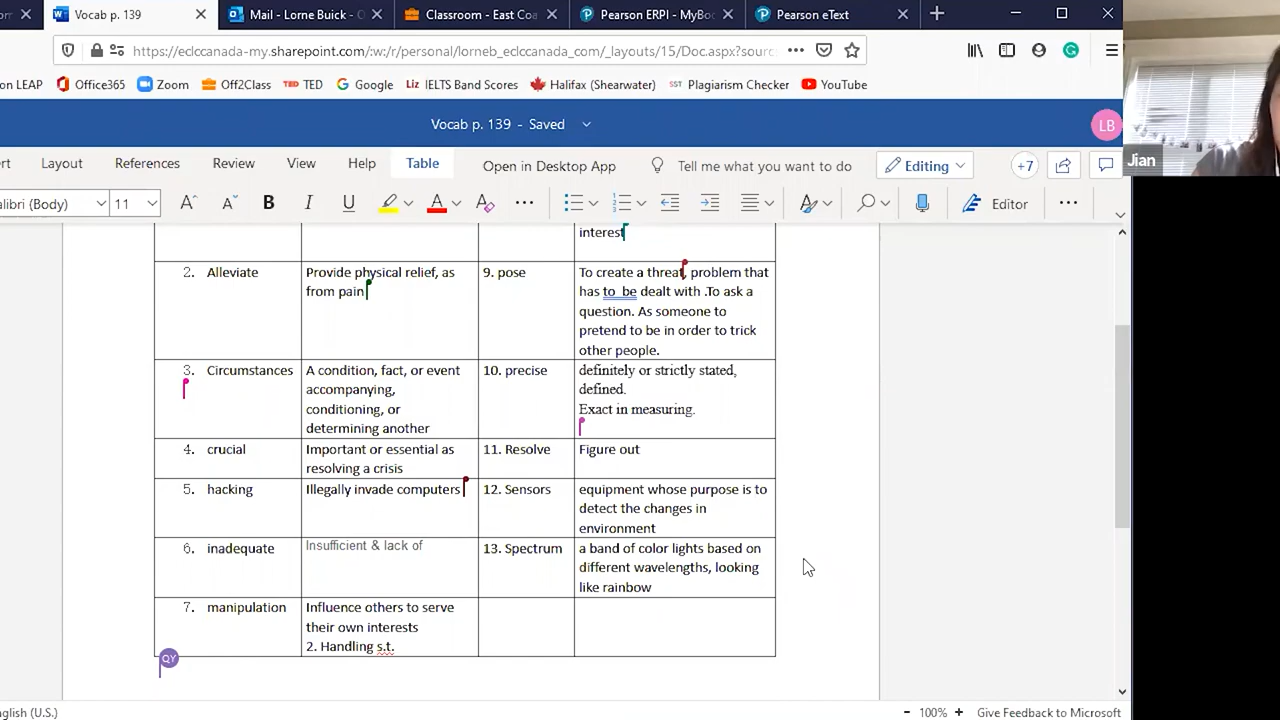 Vocab p. 139
Mail - Lorne Buick - O
Classroom - East Coa
Pearson ERPI - MyBo
Pearson eText
https://eclccanada-my.sharepoint.com/:w:/r/personal/lorneb_eclccanada_com/_layouts/15/Doc.aspx?sourc
on LEAP
Office365
Zoom
Off2Class
TED TED
Google
Liz IELTS
Halifax (Shearwater)
SST Plagiarism CHecker
YouTube
Vocab p. 139 - Saved
LB
Jian
ert
Layout
References
Review
View
Help
Table
Open in Desktop App
Tell me what you want to do
Editing
+7
alibri (Body)
11
A A B I U A
Editor
interest
2. Alleviate
Provide physical relief, as
from pain
9. pose
To create a threat, problem that
has to be dealt with .To ask a
question. As someone to
pretend to be in order to trick
other people.
3. Circumstances
A condition, fact, or event
accompanying,
conditioning, or
determining another
10. precise
definitely or strictly stated,
defined.
Exact in measuring.
4. crucial
Important or essential as
resolving a crisis
11. Resolve
Figure out
5. hacking
Illegally invade computers
12. Sensors
equipment whose purpose is to
detect the changes in
environment
6. inadequate
Insufficient & lack of
13. Spectrum
a band of color lights based on
different wavelengths, looking
like rainbow
7. manipulation
Influence others to serve
their own interests
2. Handling s.t.
QY
nglish (U.S.)
- 100% +
Give Feedback to Microsoft